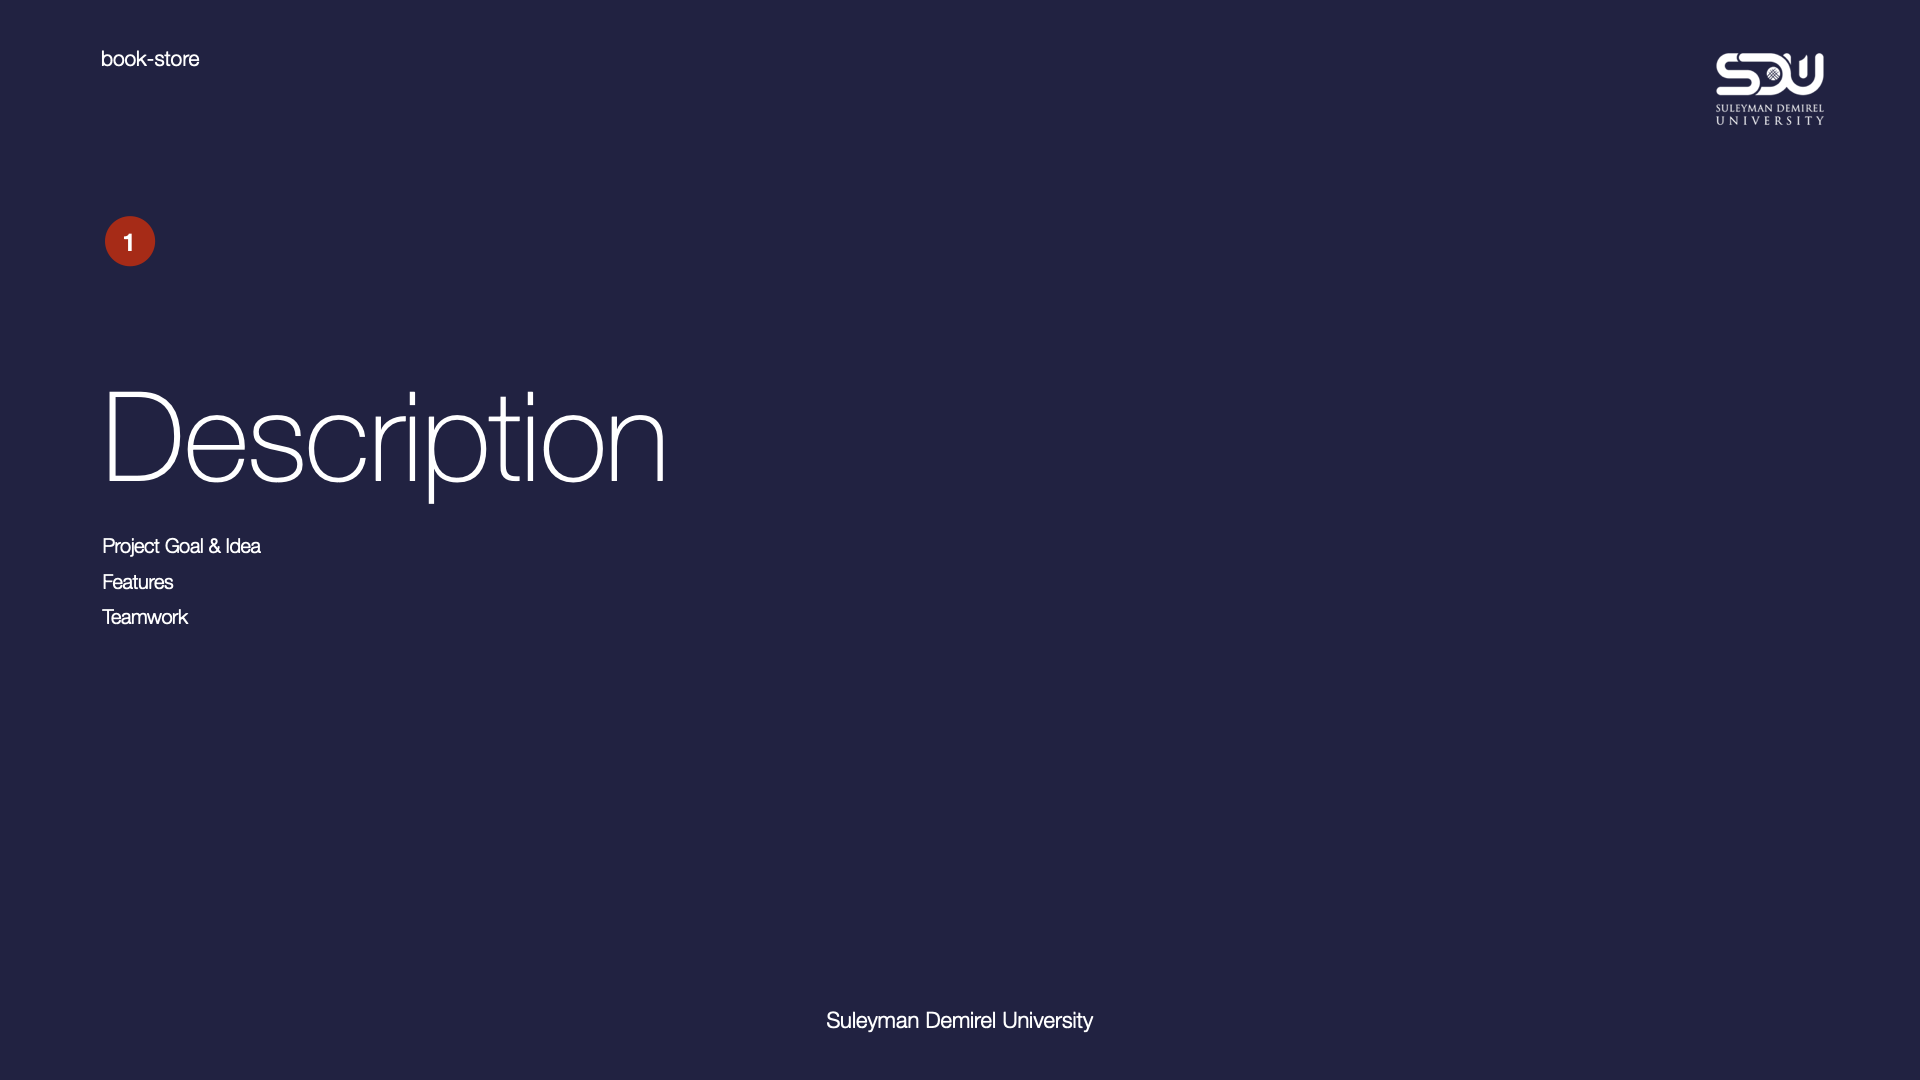 book-store
SDU
SULEYMAN DEMIREL
UNIVERSITY
1
Description
Project Goal & Idea
Features
Teamwork
Suleyman Demirel University